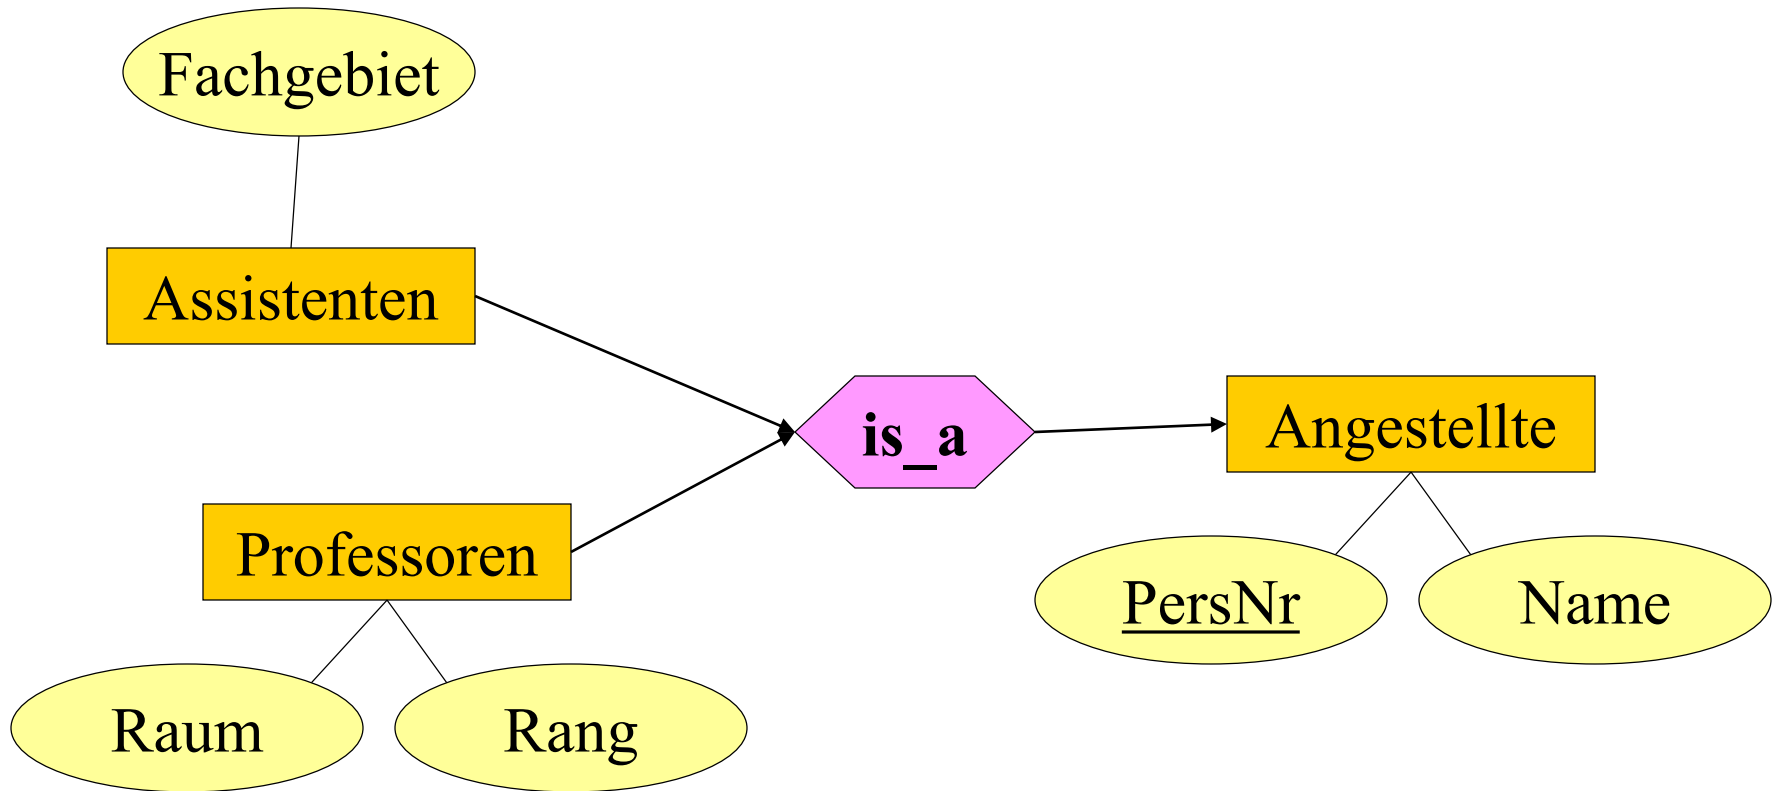 Fachgebiet
Assistenten
is_a
Angestellte
Professoren
PersNr
Name
Raum
Rang